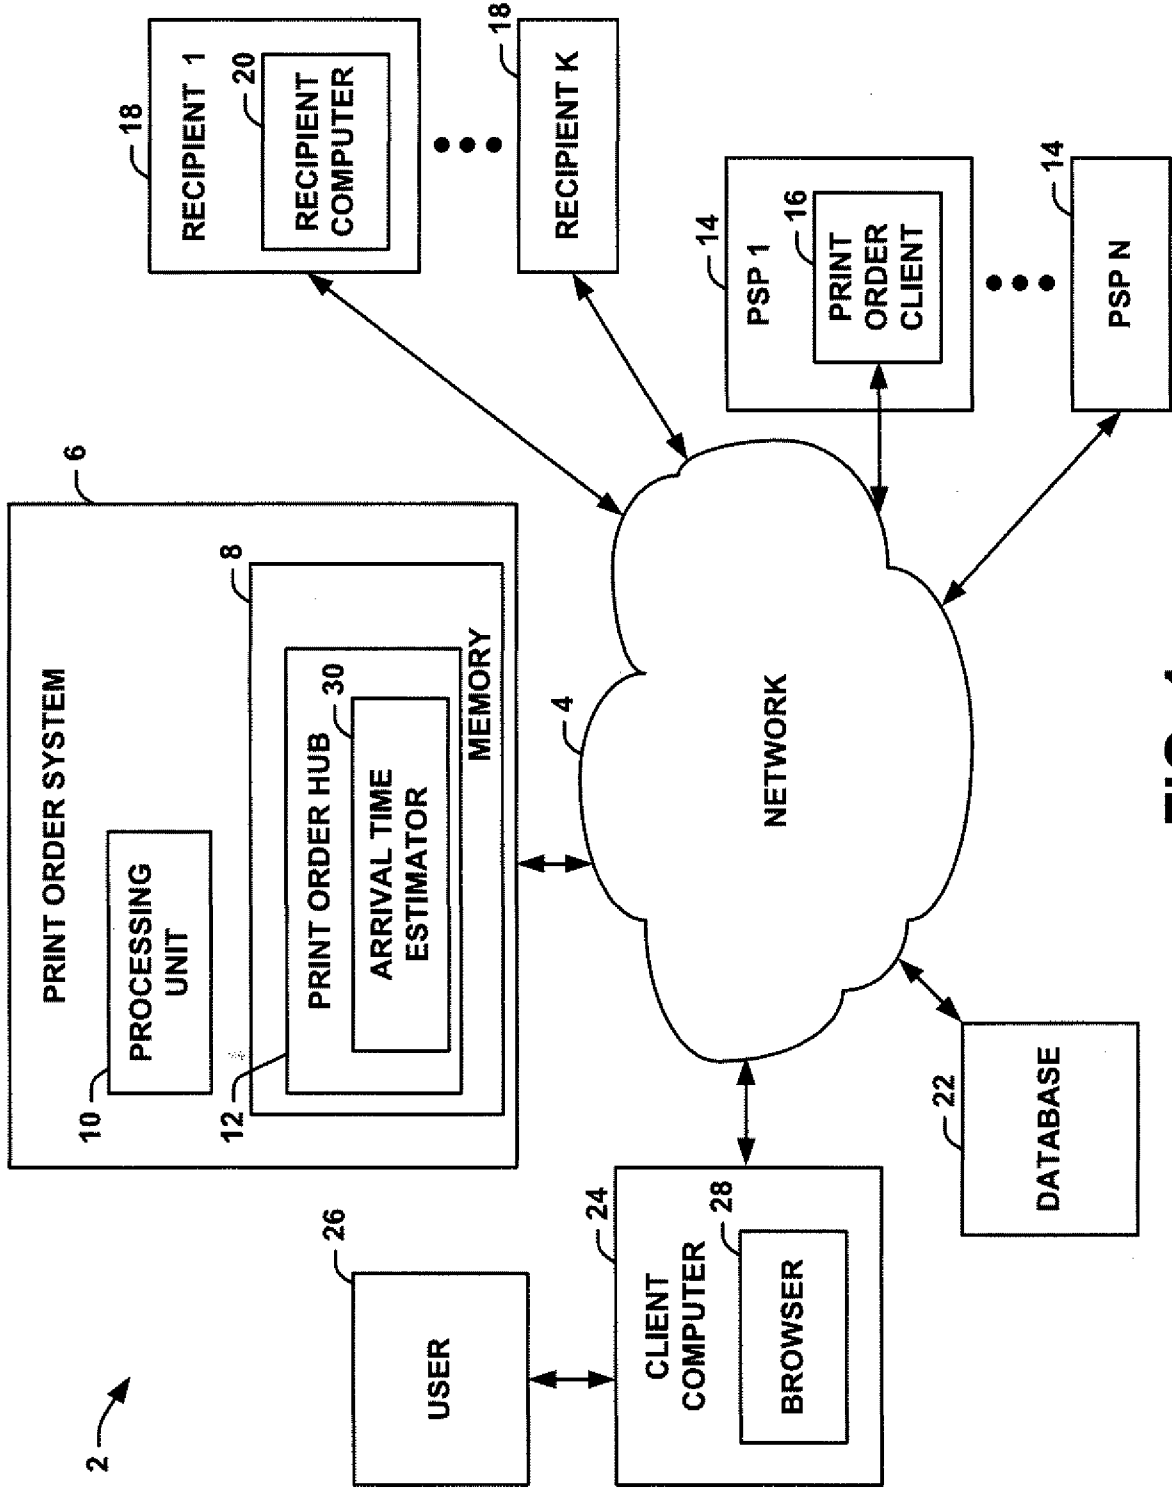 2
PRINT ORDER SYSTEM
6
10
PROCESSING
UNIT
8
12
PRINT ORDER HUB
30
ARRIVAL TIME
ESTIMATOR
MEMORY
18
RECIPIENT 1
20
RECIPIENT
COMPUTER
18
RECIPIENT K
26
USER
24
CLIENT
COMPUTER
28
BROWSER
4
NETWORK
14
PSP 1
16
PRINT
ORDER
CLIENT
14
PSP N
22
DATABASE